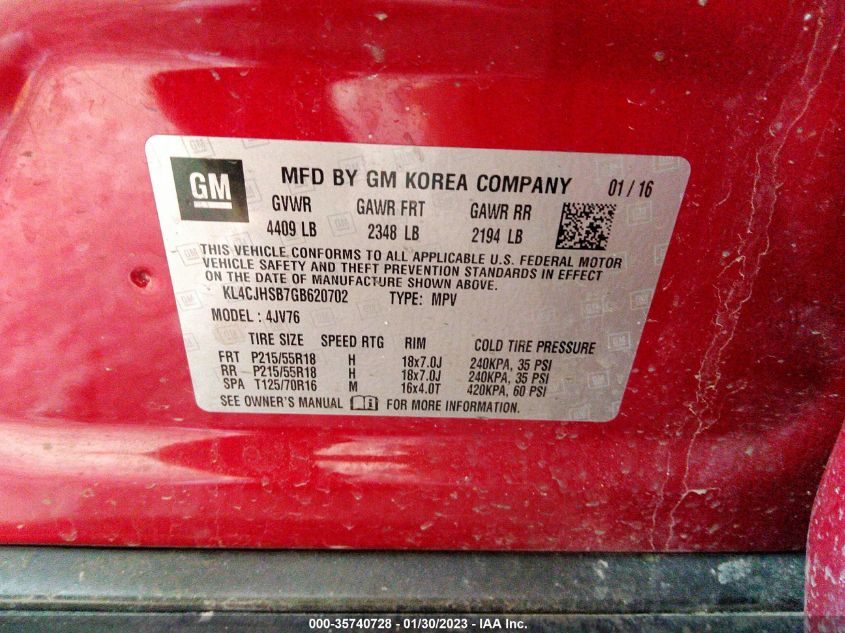 GM
MFD BY GM KOREA COMPANY 01 / 16
GVWR GAWR FRT GAWR RR
4409 LB 2348 LB 2194 LB
THIS VEHICLE CONFORMS TO ALL APPLICABLE U.S. FEDERAL MOTOR
VEHICLE SAFETY AND THEFT PREVENTION STANDARDS IN EFFECT
ON THE DATE OF MANUFACTURE SHOWN ABOVE.
KL4CJHSB7GB620702 TYPE: MPV
MODEL : 4JV76
TIRE SIZE SPEED RTG RIM COLD TIRE PRESSURE
FRT P215/55R18 H 18x7.0J 240KPA, 35 PSI
RR P215/55R18 H 18x7.0J 240KPA, 35 PSI
SPA T125/70R16 M 16x4.0T 420KPA, 60 PSI
SEE OWNER'S MANUAL FOR MORE INFORMATION.
000-35740728 - 01/30/2023 - IAA Inc.